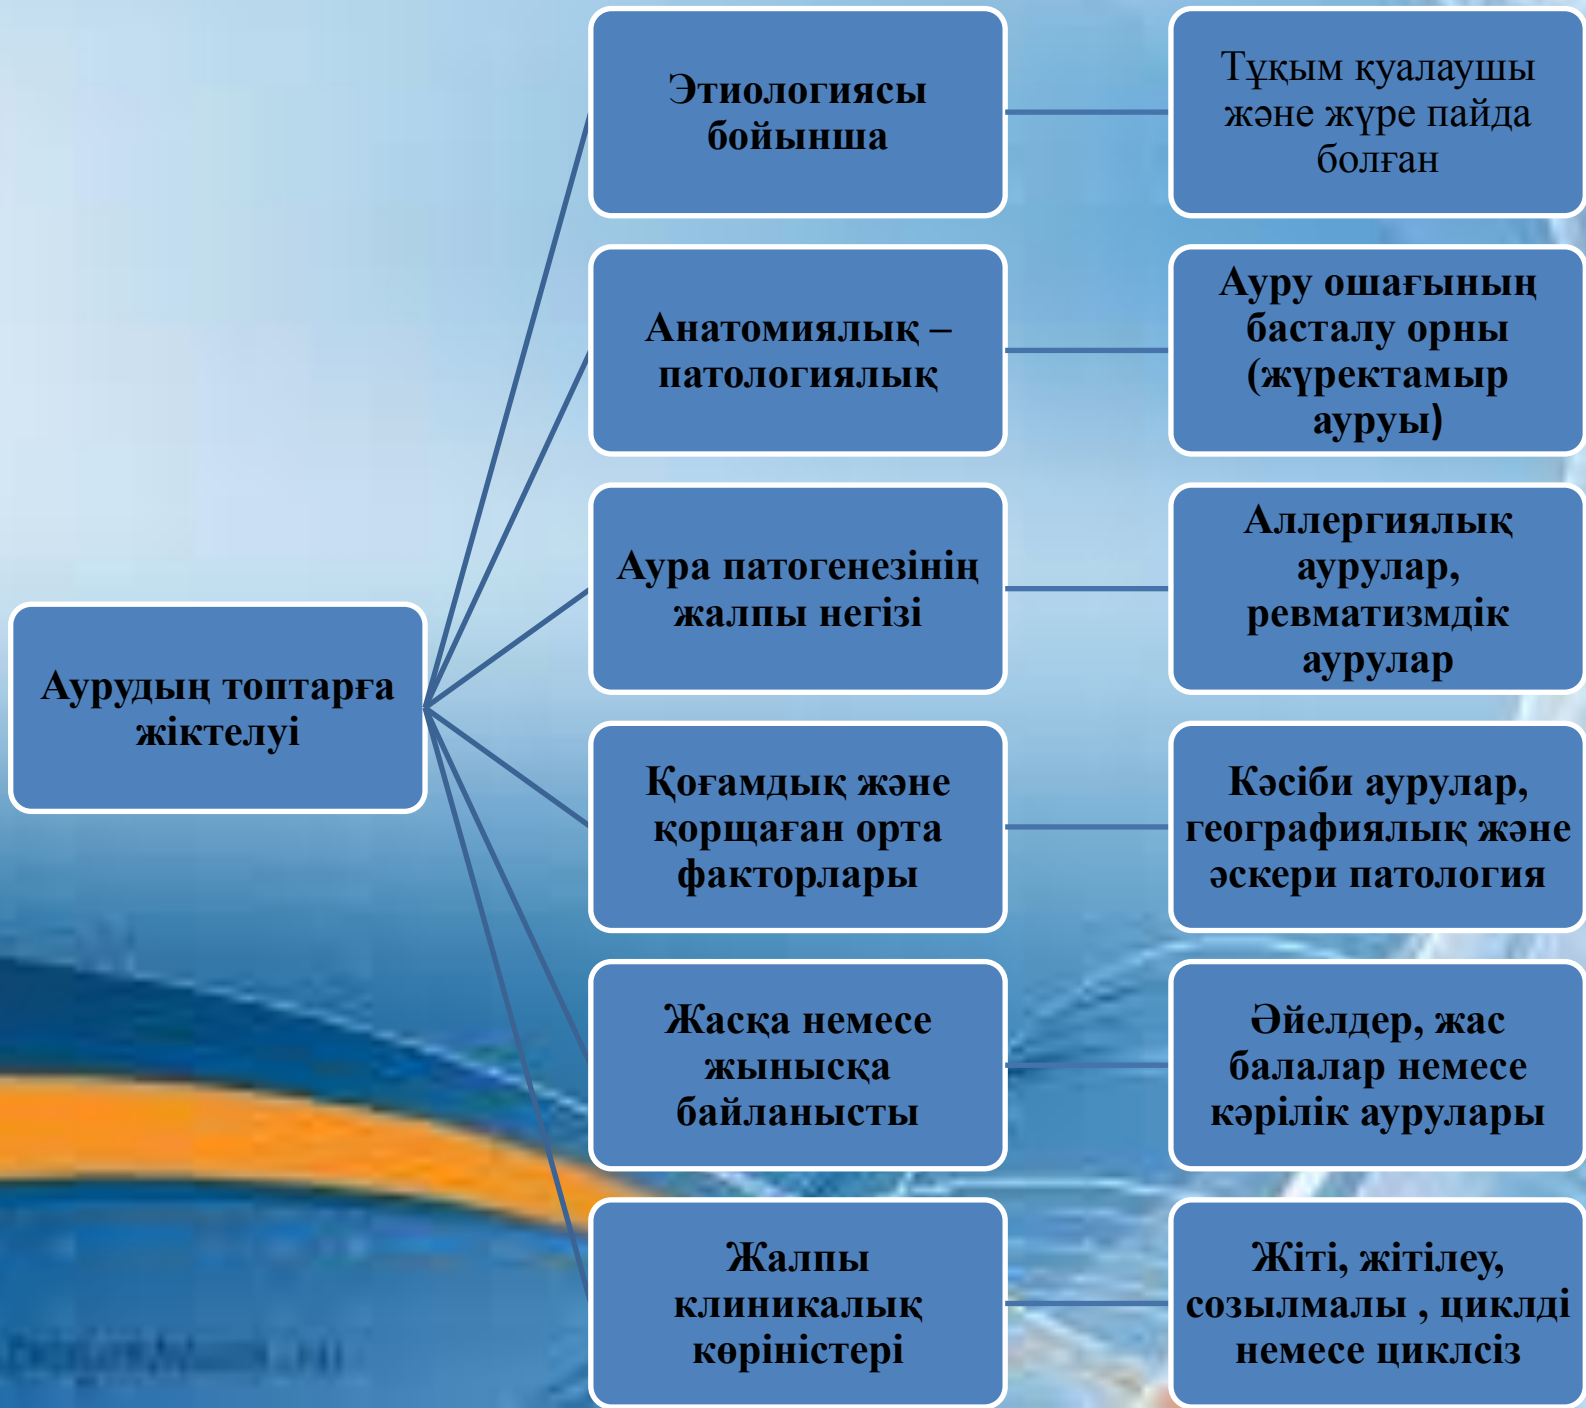 Аурудың топтарға
жіктелуі
Этиологиясы
бойынша
Тұқым қуалаушы
және жүре пайда
болған
Анатомиялық –
патологиялық
Ауру ошағының
басталу орны
(жүректамыр
ауруы)
Аура патогенезінің
жалпы негізі
Аллергиялық
аурулар,
ревматизмдік
аурулар
Қоғамдық және
қорщаған орта
факторлары
Кәсіби аурулар,
географиялық және
әскери патология
Жасқа немесе
жынысқа
байланысты
Әйелдер, жас
балалар немесе
кәрілік аурулары
Жалпы
клиникалық
көріністері
Жіті, жітілеу,
созылмалы , циклді
немесе циклсіз